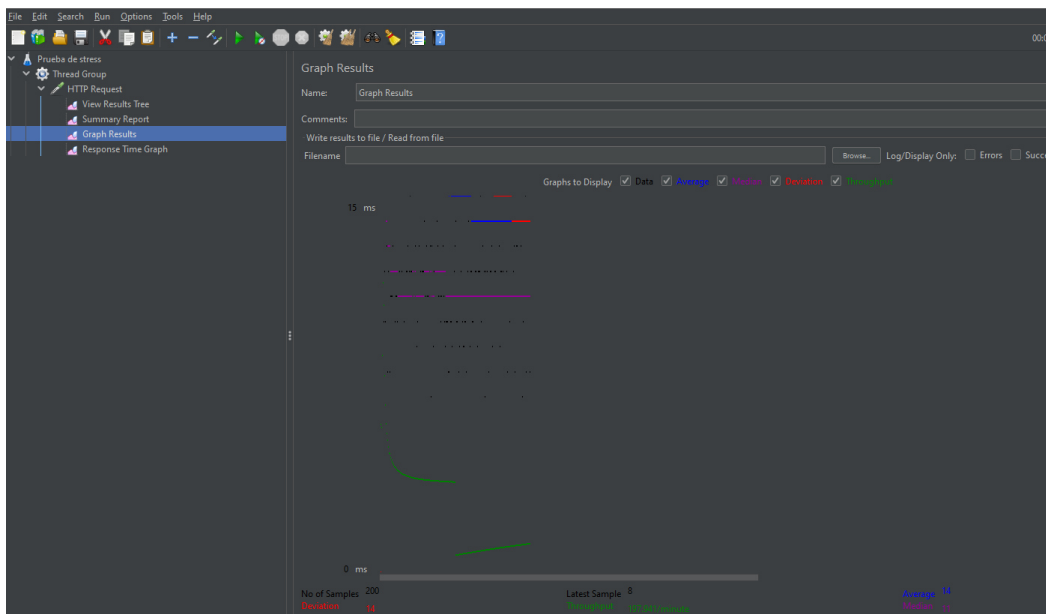 File Edit Search Run Options Tools Help
Prueba de stress
Thread Group
HTTP Request
View Results Tree
Summary Report
Graph Results
Response Time Graph
Graph Results
Name: Graph Results
Comments:
Write results to file / Read from file
Filename Browse... Log/Display Only: Errors
Graphs to Display Data Average Median Deviation Throughput
15 ms
0 ms
No of Samples 200 Latest Sample 8 Average 14
Deviation Throughput